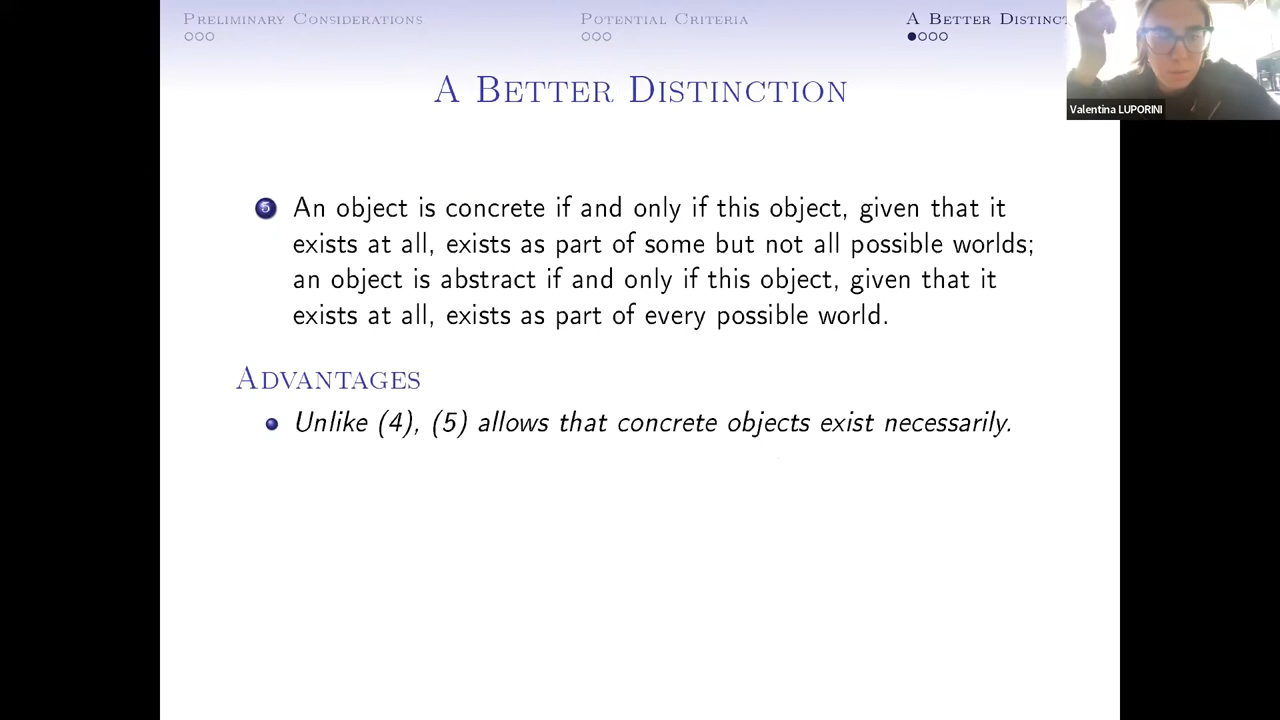 Preliminary Considerations
Potential Criteria
A Better Distinct
Valentina LUPORINI
A Better Distinction
5 An object is concrete if and only if this object, given that it
exists at all, exists as part of some but not all possible worlds;
an object is abstract if and only if this object, given that it
exists at all, exists as part of every possible world.
Advantages
Unlike (4), (5) allows that concrete objects exist necessarily.